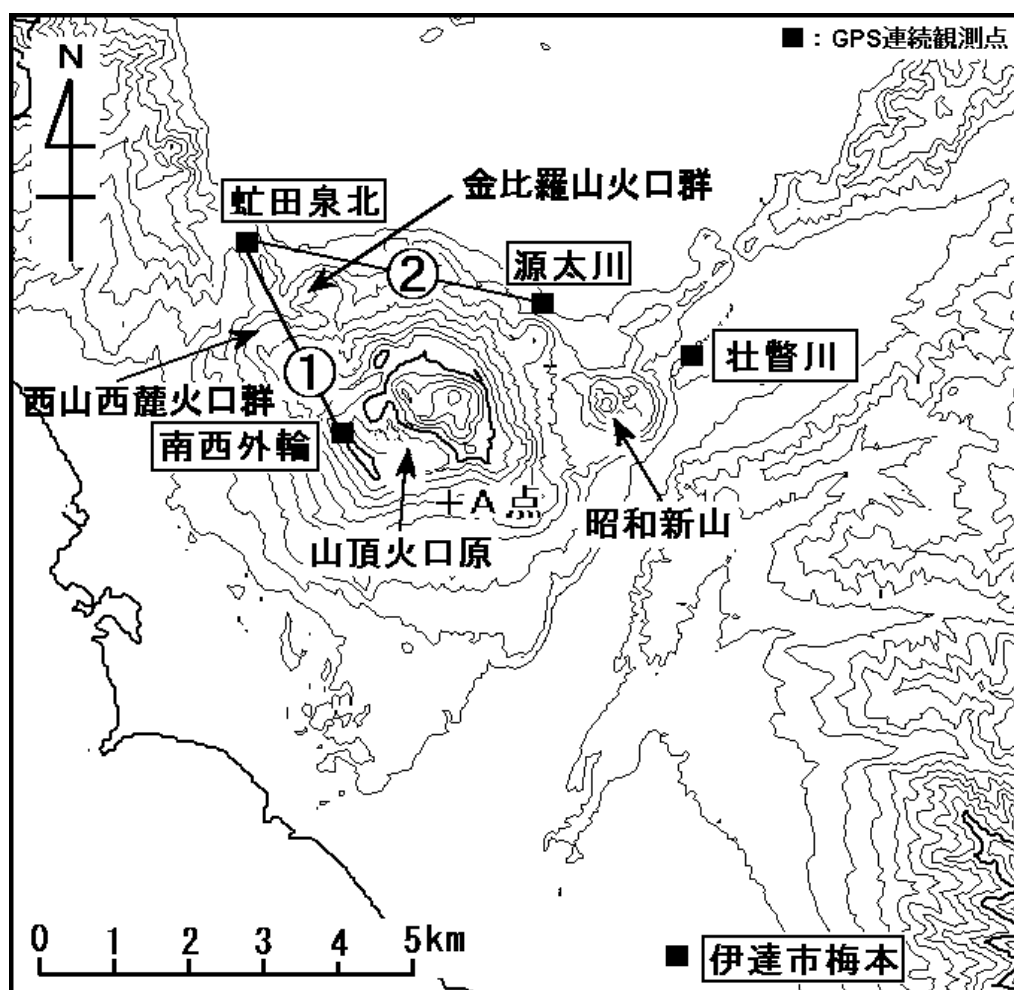 ■：GPS連続観測点
N
金比羅山火口群
虻田泉北
②
源太川
壮瞥川
①
西山西麓火口群
南西外輪
+A点
昭和新山
山頂火口原
0 1 2 3 4 5km
伊達市梅本